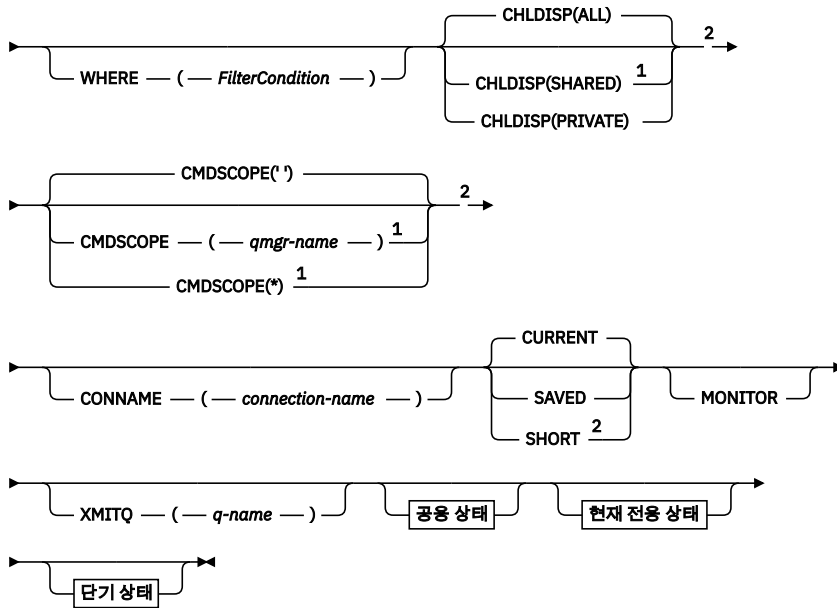 CHLDISP(ALL)
WHERE ( FilterCondition ) CHLDISP(SHARED) 1 2
CHLDISP(PRIVATE)
CMDSCOPE(' ')
CMDSCOPE ( qmgr-name ) 1 2
CMDSCOPE(*) 1
CURRENT
CONNAME ( connection-name ) SAVED MONITOR
SHORT 2
XMITQ ( q-name ) 공용 상태 현재 전용 상태
단기 상태